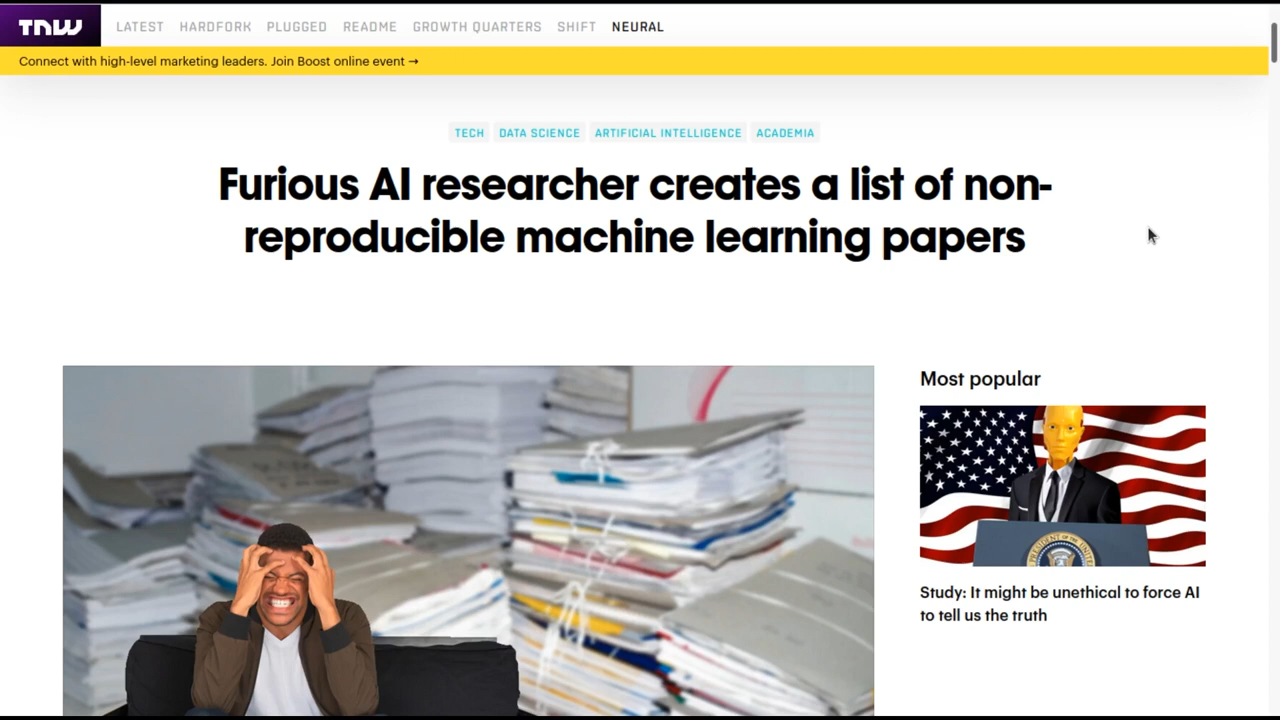 TNW LATEST HARDFORK PLUGGED README GROWTH QUARTERS SHIFT NEURAL
Connect with high-level marketing leaders. Join Boost online event →
TECH DATA SCIENCE ARTIFICIAL INTELLIGENCE ACADEMIA
Furious AI researcher creates a list of non-
reproducible machine learning papers
Most popular
Study: It might be unethical to force AI
to tell us the truth